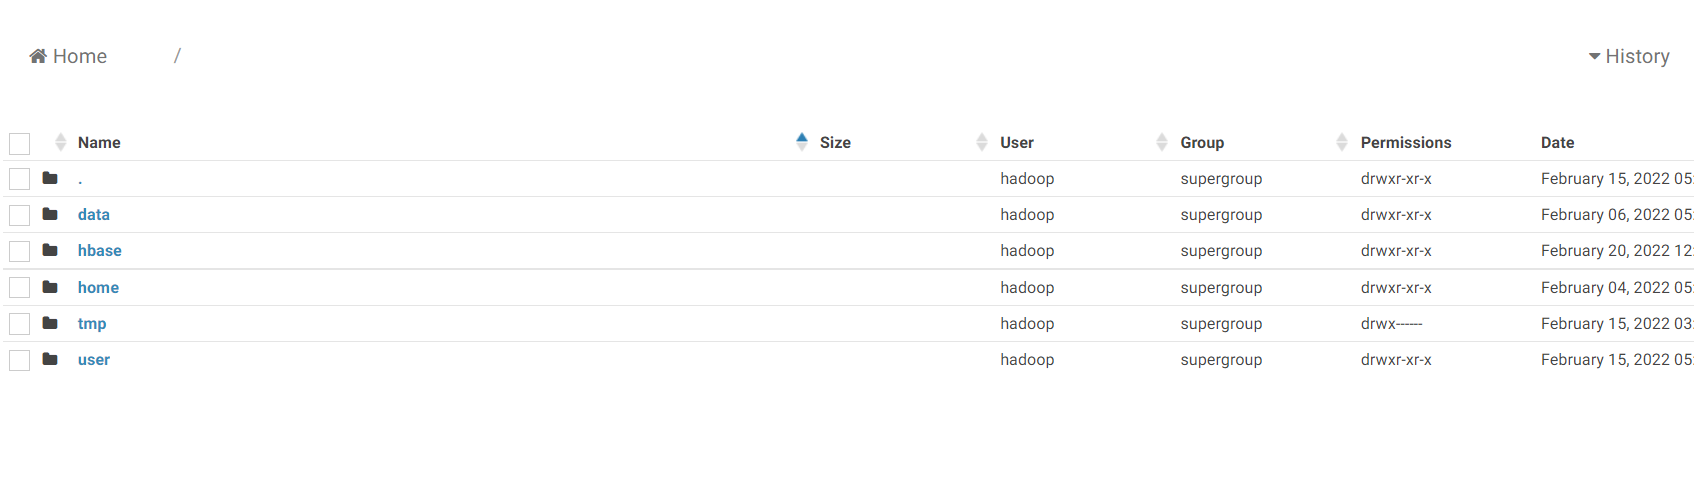 Home / History
Name Size User Group Permissions Date
. hadoop supergroup drwxr-xr-x February 15, 2022 05
data hadoop supergroup drwxr-xr-x February 06, 2022 05
hbase hadoop supergroup drwxr-xr-x February 20, 2022 12
home hadoop supergroup drwxr-xr-x February 04, 2022 05
tmp hadoop supergroup drwx------ February 15, 2022 03
user hadoop supergroup drwxr-xr-x February 15, 2022 05